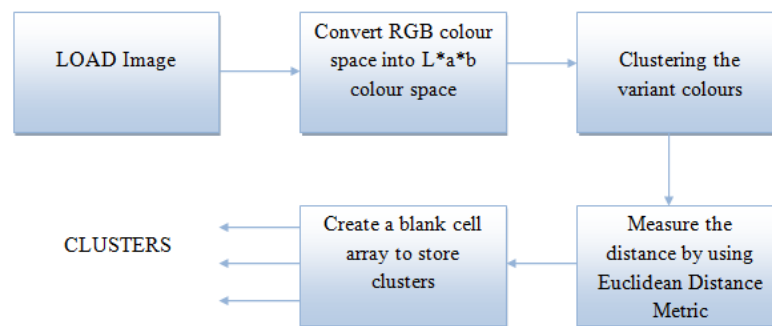 LOAD Image
Convert RGB colour
space into L*a*b
colour space
Clustering the
variant colours
Measure the
distance by using
Euclidean Distance
Metric
Create a blank cell
array to store
clusters
CLUSTERS